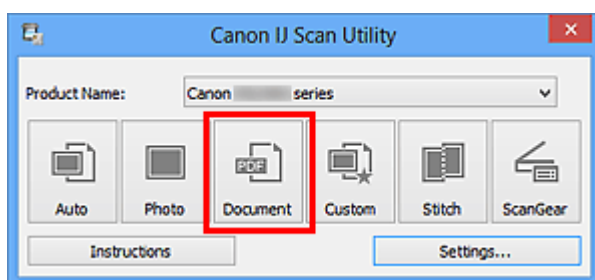 Canon IJ Scan Utility
Product Name: Canon series
PDF
Auto Photo Document Custom Stitch ScanGear
Instructions Settings...